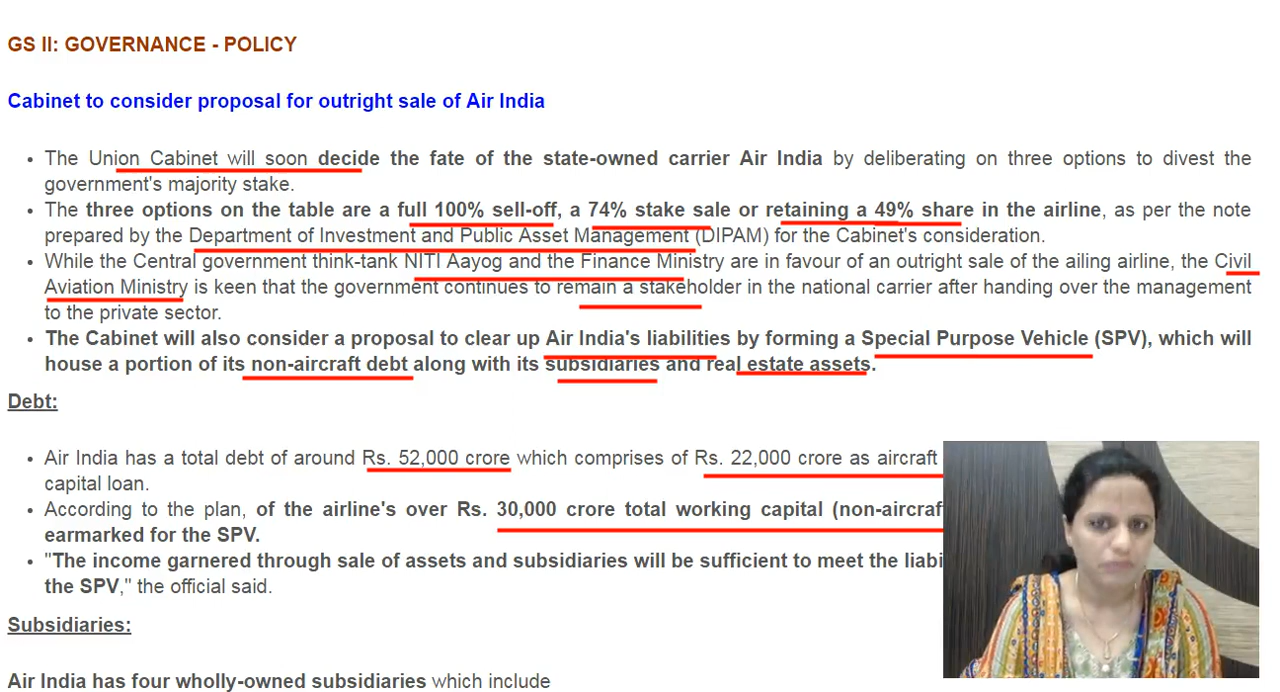 GS II: GOVERNANCE - POLICY
Cabinet to consider proposal for outright sale of Air India
• The Union Cabinet will soon decide the fate of the state-owned carrier Air India by deliberating on three options to divest the
government's majority stake.
• The three options on the table are a full 100% sell-off, a 74% stake sale or retaining a 49% share in the airline, as per the note
prepared by the Department of Investment and Public Asset Management (DIPAM) for the Cabinet's consideration.
• While the Central government think-tank NITI Aayog and the Finance Ministry are in favour of an outright sale of the ailing airline, the Civil
Aviation Ministry is keen that the government continues to remain a stakeholder in the national carrier after handing over the management
to the private sector.
• The Cabinet will also consider a proposal to clear up Air India's liabilities by forming a Special Purpose Vehicle (SPV), which will
house a portion of its non-aircraft debt along with its subsidiaries and real estate assets.
Debt:
• Air India has a total debt of around Rs. 52,000 crore which comprises of Rs. 22,000 crore as aircraft
capital loan.
• According to the plan, of the airline's over Rs. 30,000 crore total working capital (non-aircraf
earmarked for the SPV.
• "The income garnered through sale of assets and subsidiaries will be sufficient to meet the liabi
the SPV," the official said.
Subsidiaries:
Air India has four wholly-owned subsidiaries which include